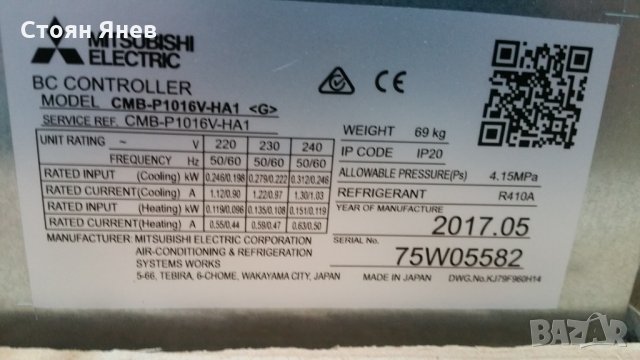 Стоян Янев
MITSUBISHI
ELECTRIC
BC CONTROLLER
MODEL CMB-P1016V-HA1 <G>
SERVICE REF. CMB-P1016V-HA1
UNIT RATING ~ V 220 230 240
FREQUENCY Hz 50/60 50/60 50/60
RATED INPUT (Cooling) kW 0.246/0.198 0.279/0.222 0.312/0.246
RATED CURRENT(Cooling) A 1.12/0.90 1.22/0.97 1.30/1.03
RATED INPUT (Heating) kW 0.119/0.096 0.135/0.108 0.151/0.119
RATED CURRENT(Heating) A 0.55/0.44 0.59/0.47 0.63/0.50
MANUFACTURER: MITSUBISHI ELECTRIC CORPORATION
AIR-CONDITIONING & REFRIGERATION
SYSTEMS WORKS
5-66, TEBIRA, 6-CHOME, WAKAYAMA CITY, JAPAN
CE
WEIGHT 69 kg
IP CODE IP20
ALLOWABLE PRESSURE(Ps) 4.15MPa
REFRIGERANT R410A
YEAR OF MANUFACTURE
2017.05
SERIAL No.
75W05582
MADE IN JAPAN DWG.No.KJ79F960H14
BAZAR